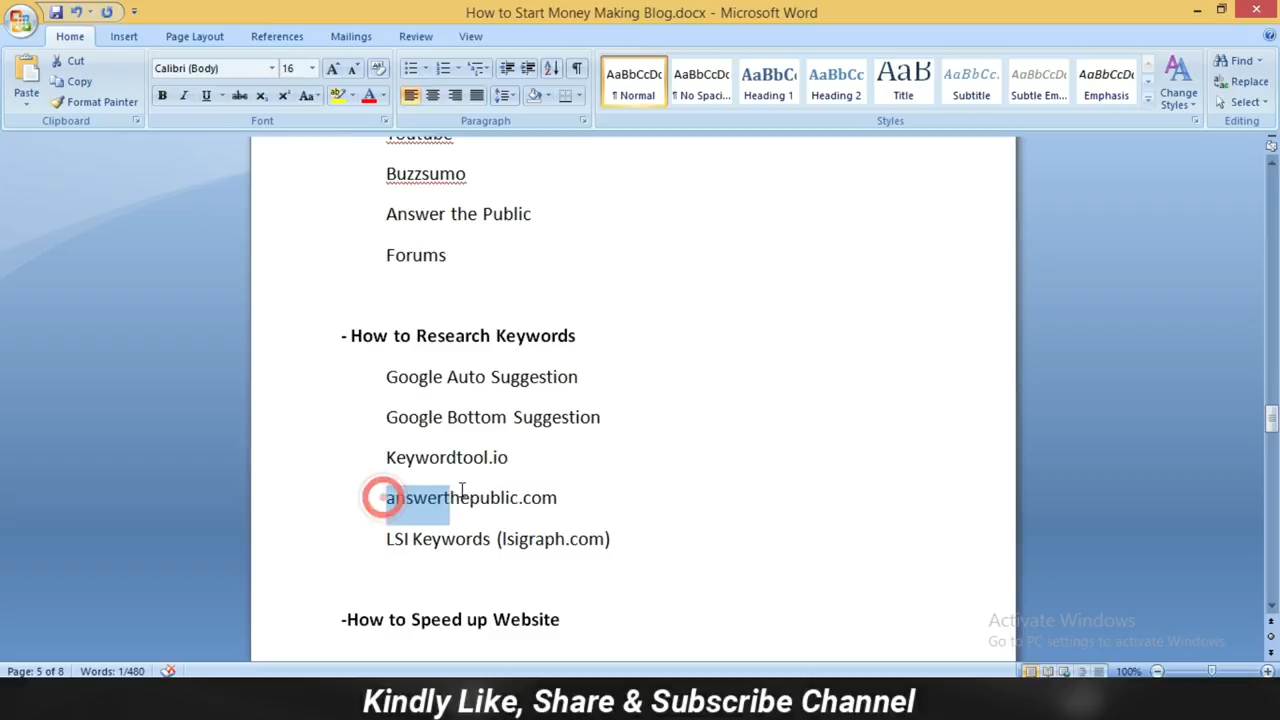 How to Start Money Making Blog.docx - Microsoft Word
Home Insert Page Layout References Mailings Review View
Paste Cut Copy Format Painter
Clipboard
Calibri (Body) 16
Font
Paragraph
AaBbCcDc AaBbCcDc AaBbC AaBbCc AaB AaBbCc. AaBbCcDc AaBbCcDc
¶ Normal ¶ No Spaci... Heading 1 Heading 2 Title Subtitle Subtle Em... Emphasis
Change Styles
Styles
Find
Replace
Select
Editing
Youtube
Buzzsumo
Answer the Public
Forums
- How to Research Keywords
Google Auto Suggestion
Google Bottom Suggestion
Keywordtool.io
answerthepublic.com
LSI Keywords (lsigraph.com)
-How to Speed up Website
Activate Windows
Go to PC settings to activate Windows.
Page: 5 of 8 Words: 1/480 100%
Kindly Like, Share & Subscribe Channel